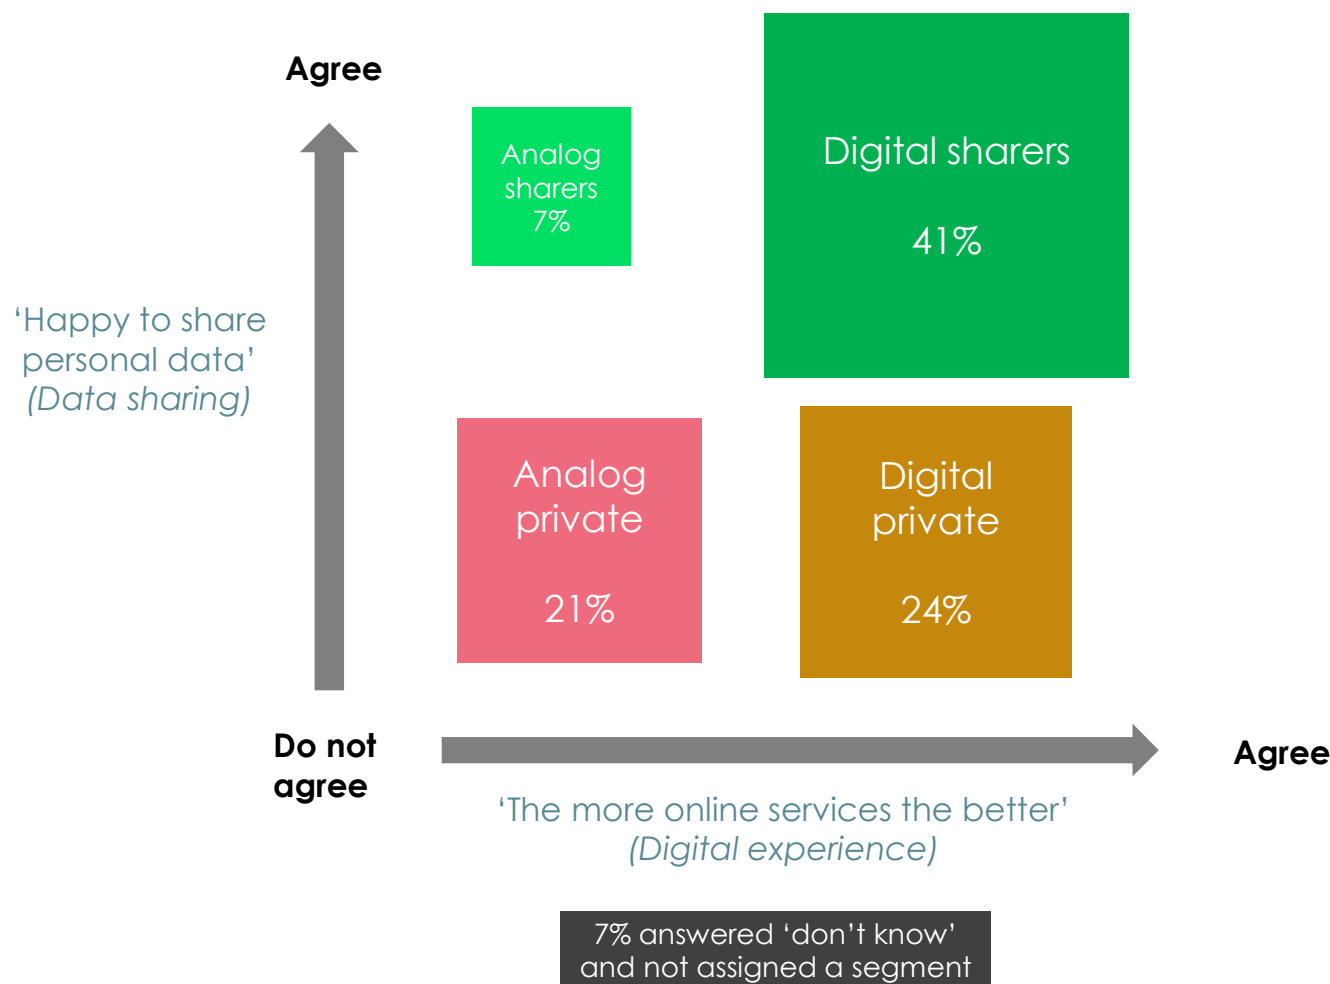 Agree
Analog
sharers
7%
Digital sharers
41%
‘Happy to share
personal data’
(Data sharing)
Analog
private
21%
Digital
private
24%
Do not
agree
Agree
‘The more online services the better’
(Digital experience)
7% answered ‘don’t know’
and not assigned a segment